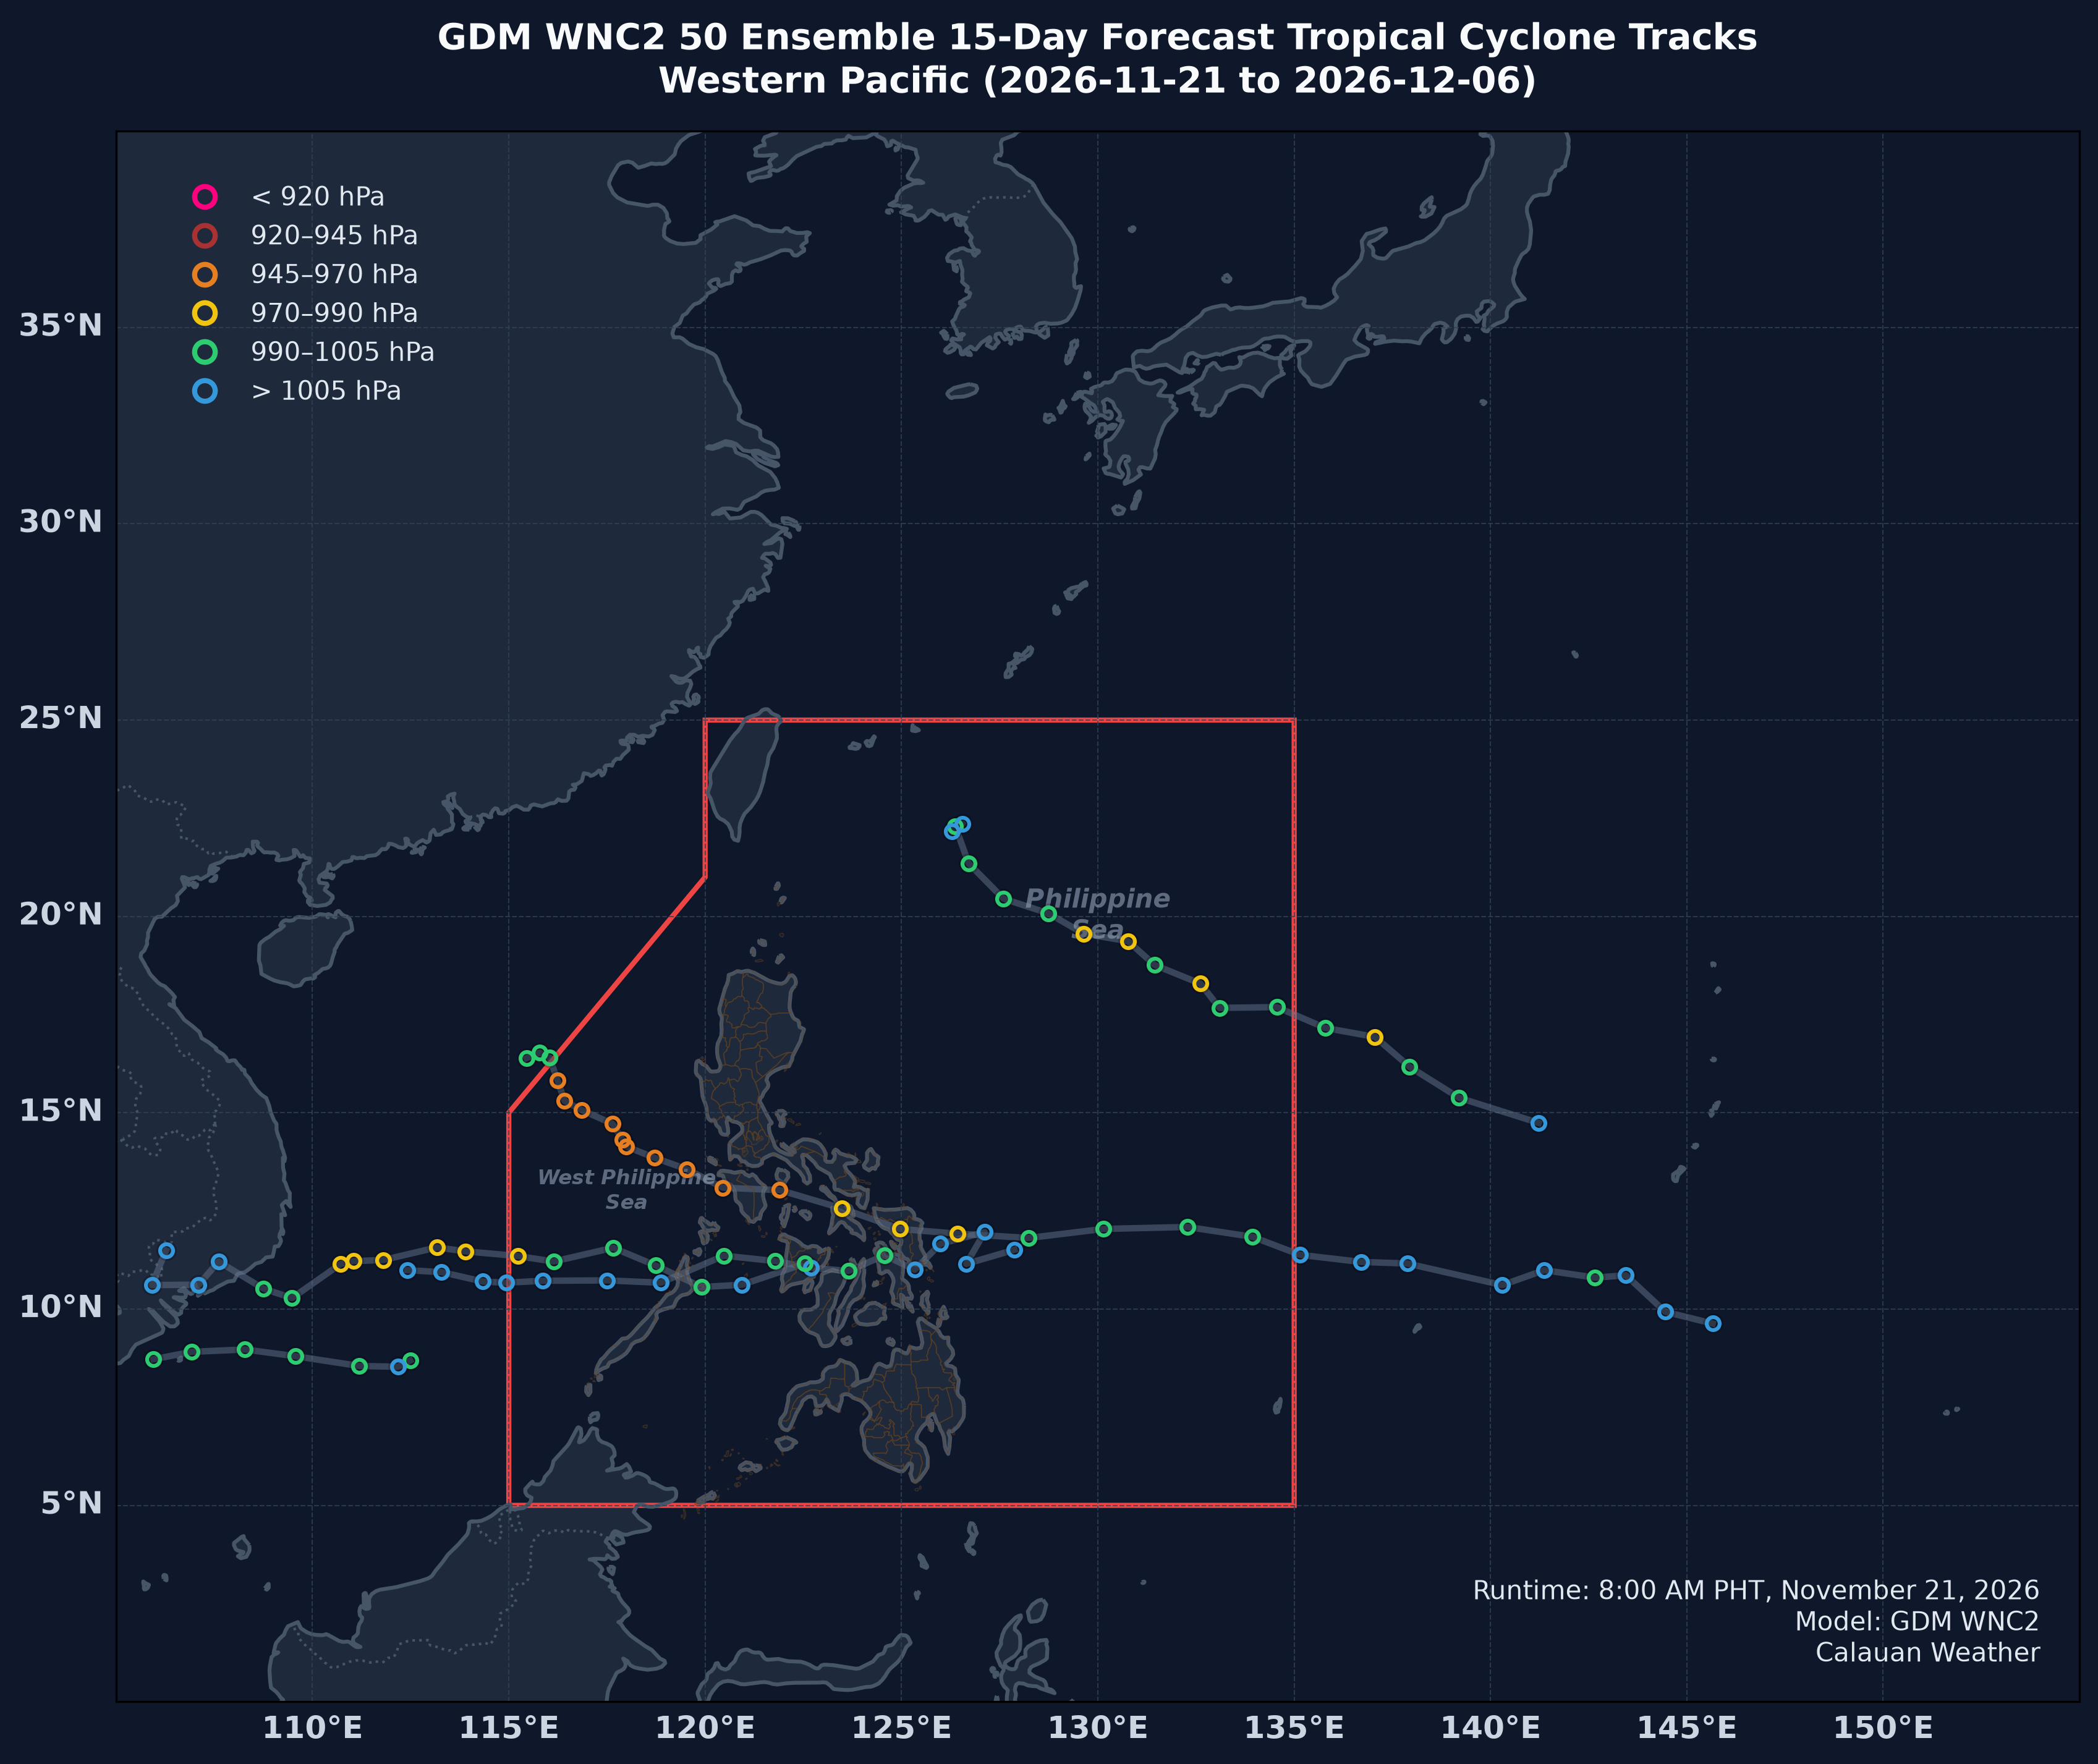 GDM WNC2 50 Ensemble 15-Day Forecast Tropical Cyclone Tracks
Western Pacific (2026-11-21 to 2026-12-06)
< 920 hPa
920–945 hPa
945–970 hPa
970–990 hPa
990–1005 hPa
> 1005 hPa
35°N
30°N
25°N
20°N
15°N
10°N
5°N
Philippine
Sea
West Philippine
Sea
Runtime: 8:00 AM PHT, November 21, 2026
Model: GDM WNC2
Calauan Weather
110°E
115°E
120°E
125°E
130°E
135°E
140°E
145°E
150°E